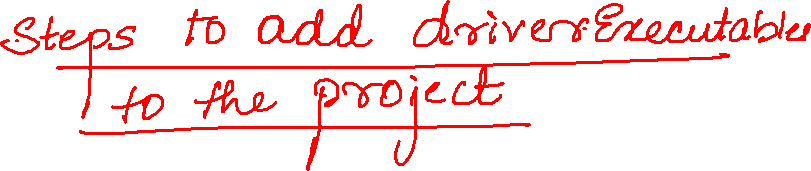 Steps to add driverExecutables
to the project